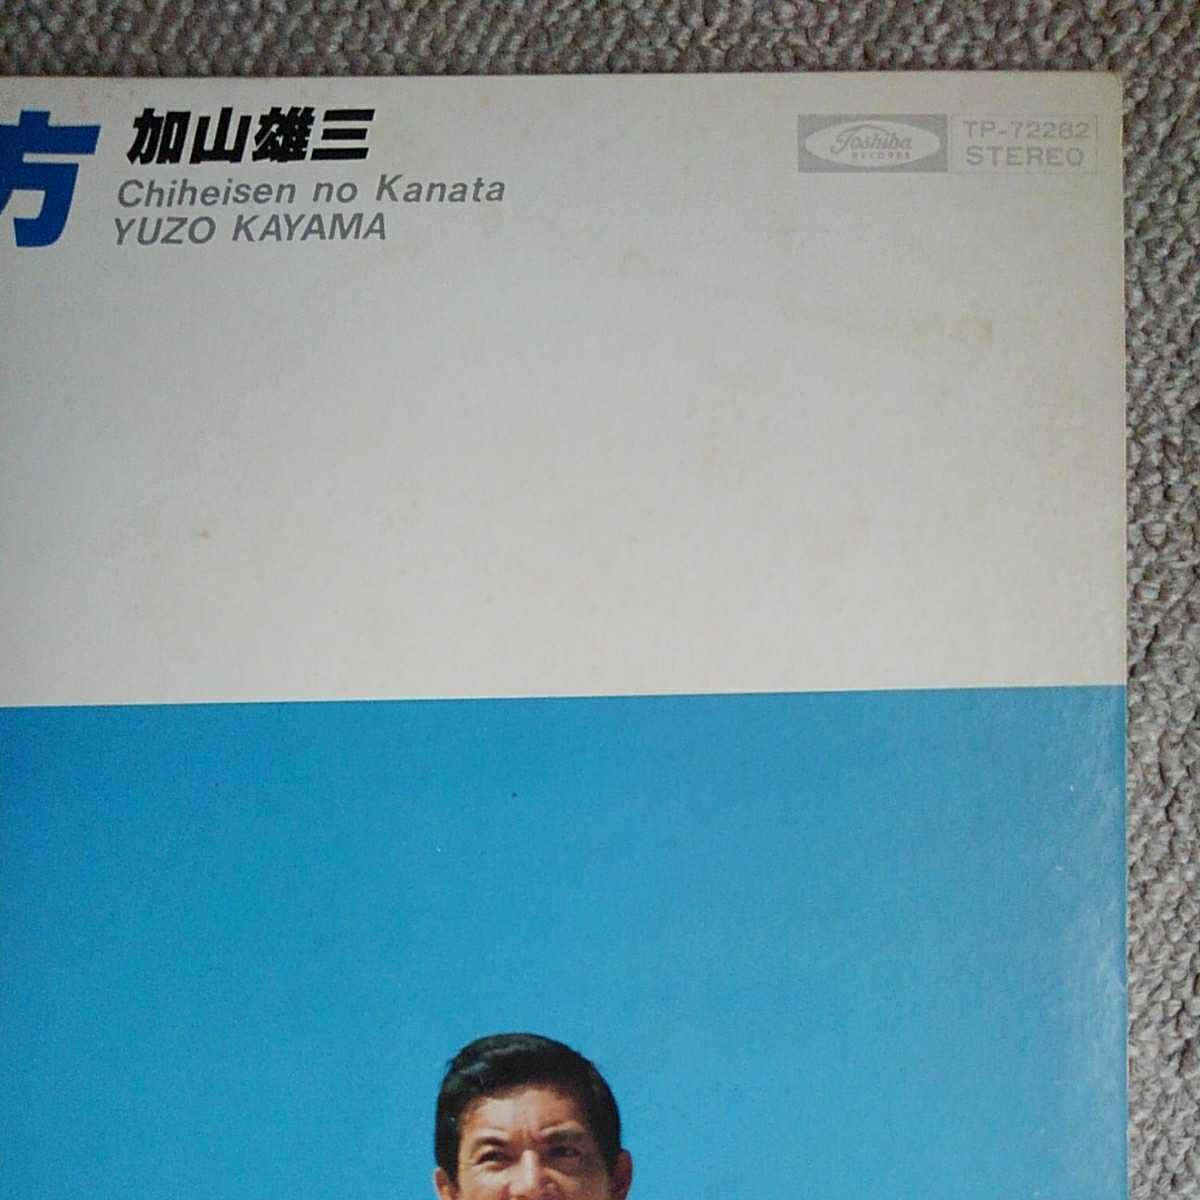 方 加山雄三
Chiheisen no Kanata
YUZO KAYAMA
Toshiba
RECORDS
TP-72282
STEREO